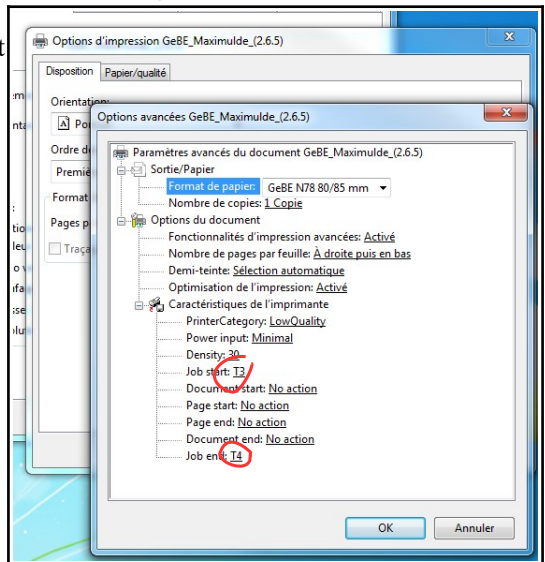 Options d'impression GeBE_Maximulde_(2.6.5)
Disposition Papier/qualité
Orientation:
Ordre d
Premiè
Format
Pages p
Traça
Options avancées GeBE_Maximulde_(2.6.5)
Paramètres avancés du document GeBE_Maximulde_(2.6.5)
Sortie/Papier
Format de papier: GeBE N78 80/85 mm
Nombre de copies: 1 Copie
Options du document
Fonctionnalités d'impression avancées: Activé
Nombre de pages par feuille: À droite puis en bas
Demi-teinte: Sélection automatique
Optimisation de l'impression: Activé
Caractéristiques de l'imprimante
PrinterCategory: LowQuality
Power input: Minimal
Density: 30
Job start: T3
Document start: No action
Page start: No action
Page end: No action
Document end: No action
Job end: T4
OK Annuler